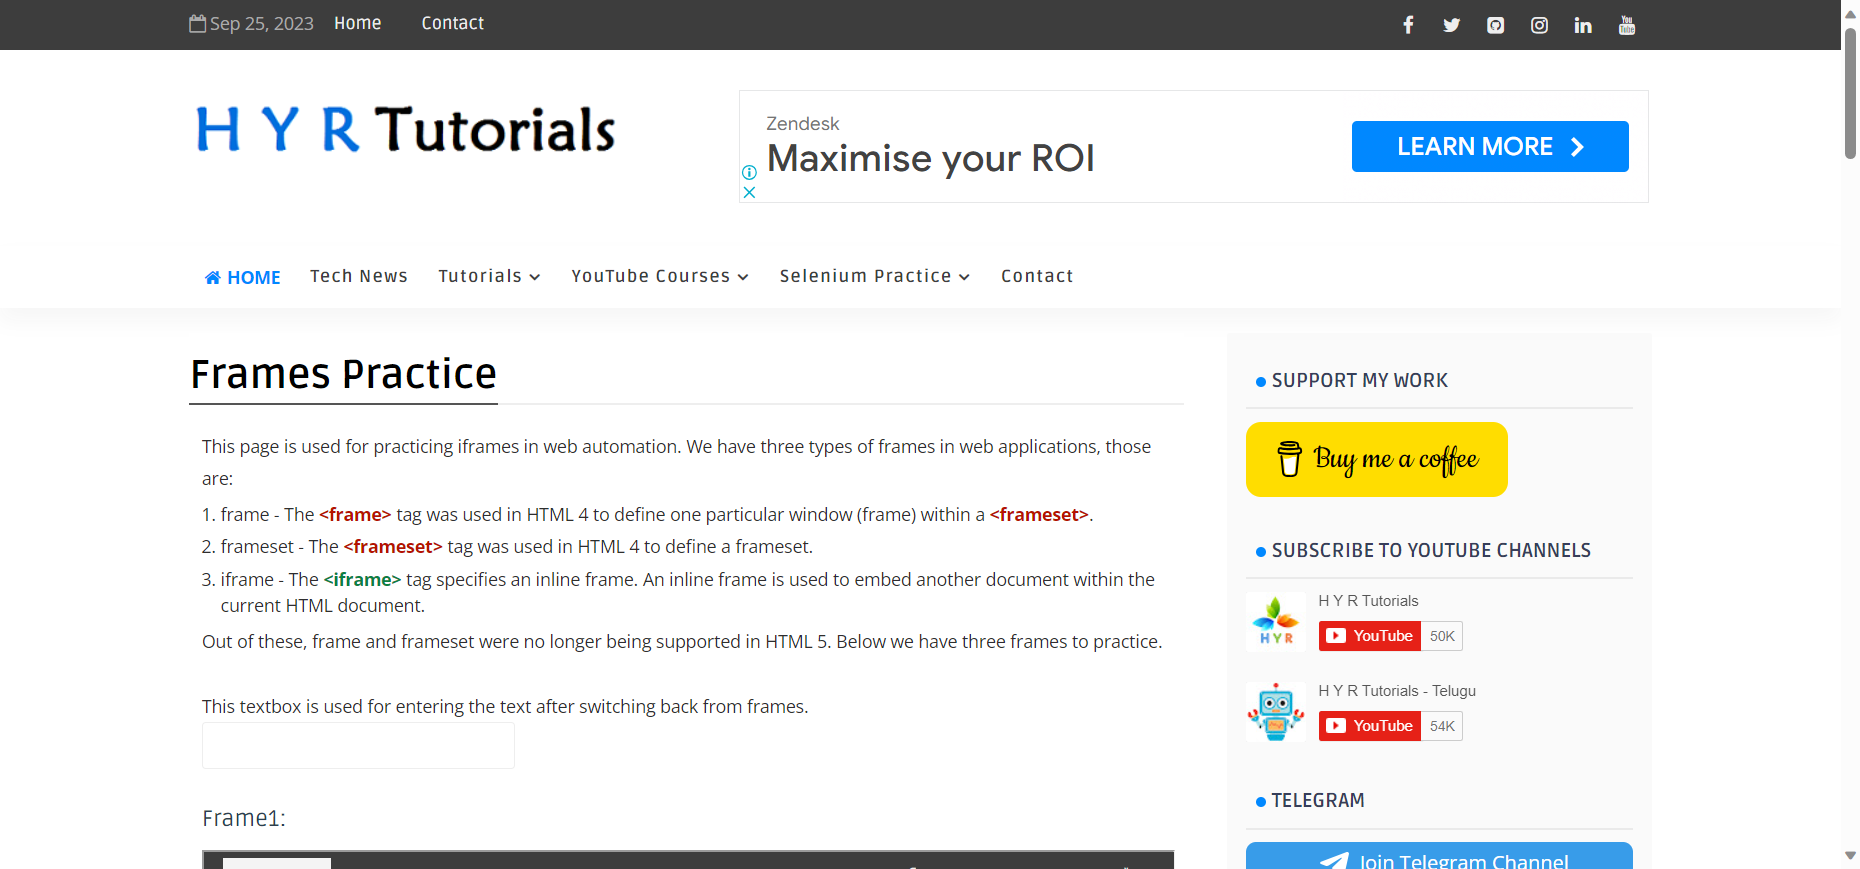 Sep 25, 2023 Home Contact
H Y R Tutorials
Zendesk
Maximise your ROI
LEARN MORE
HOME Tech News Tutorials YouTube Courses Selenium Practice Contact
Frames Practice
This page is used for practicing iframes in web automation. We have three types of frames in web applications, those
are:
1. frame - The <frame> tag was used in HTML 4 to define one particular window (frame) within a <frameset>.
2. frameset - The <frameset> tag was used in HTML 4 to define a frameset.
3. iframe - The <iframe> tag specifies an inline frame. An inline frame is used to embed another document within the
current HTML document.
Out of these, frame and frameset were no longer being supported in HTML 5. Below we have three frames to practice.
This textbox is used for entering the text after switching back from frames.
Frame1:
SUPPORT MY WORK
Buy me a coffee
SUBSCRIBE TO YOUTUBE CHANNELS
HYR
H Y R Tutorials
YouTube 50K
H Y R Tutorials - Telugu
YouTube 54K
TELEGRAM
Join Telegram Channel